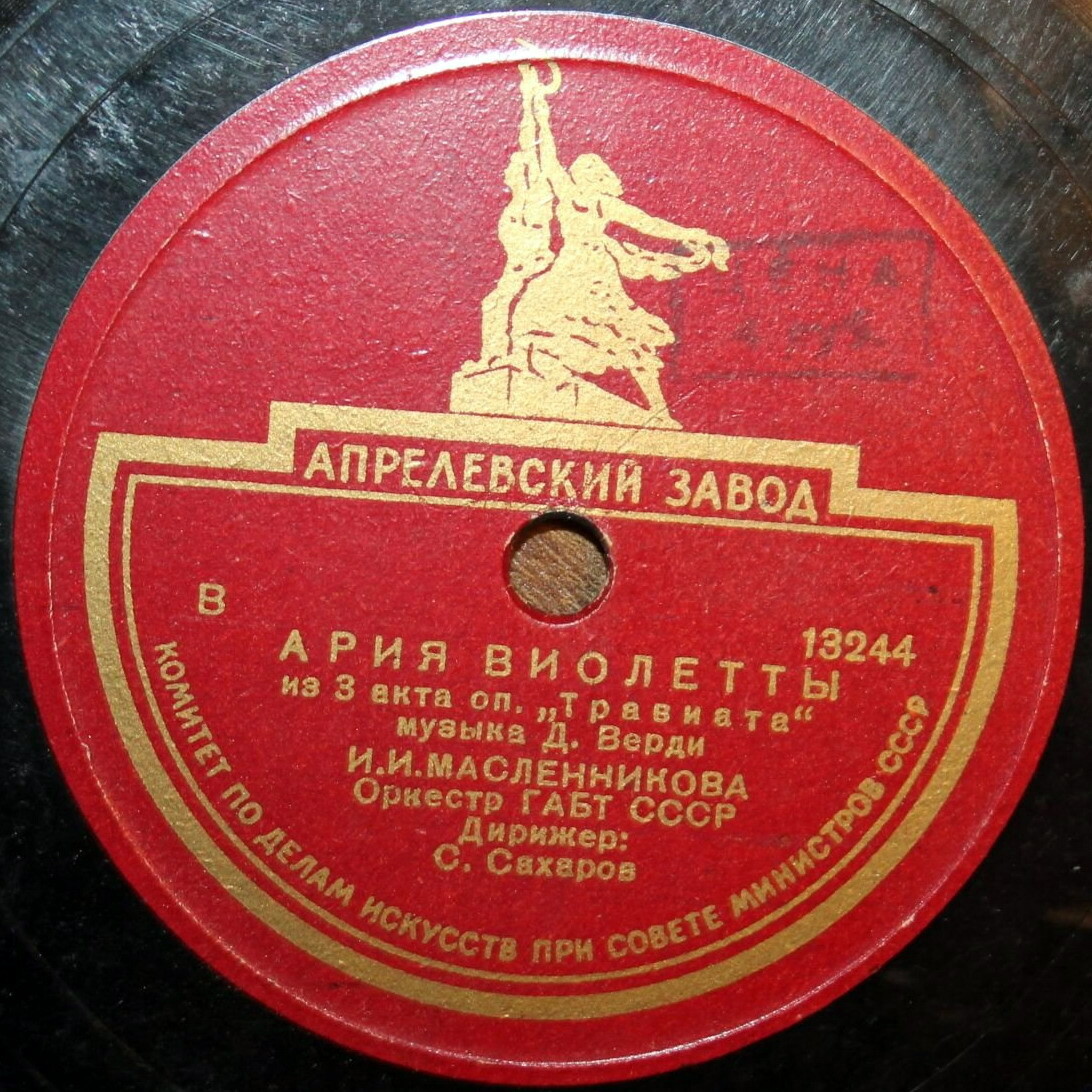 АПРЕЛЕВСКИЙ ЗАВОД
В
13244
АРИЯ ВИОЛЕТТЫ
из 3 акта оп. „Травиата“
музыка Д. Верди
И.И.МАСЛЕННИКОВА
Оркестр ГАБТ СССР
Дирижер:
С. Сахаров
КОМИТЕТ ПО ДЕЛАМ ИСКУССТВ ПРИ СОВЕТЕ МИНИСТРОВ СССР